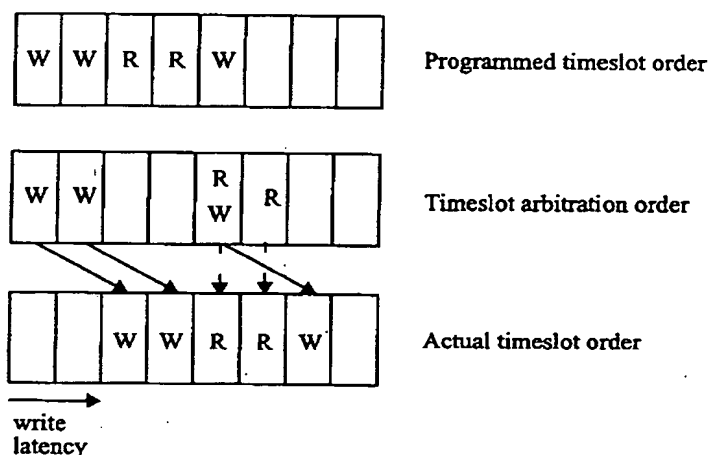 W W R R W Programmed timeslot order
R
W W R Timeslot arbitration order
W
W W R R W Actual timeslot order
write
latency